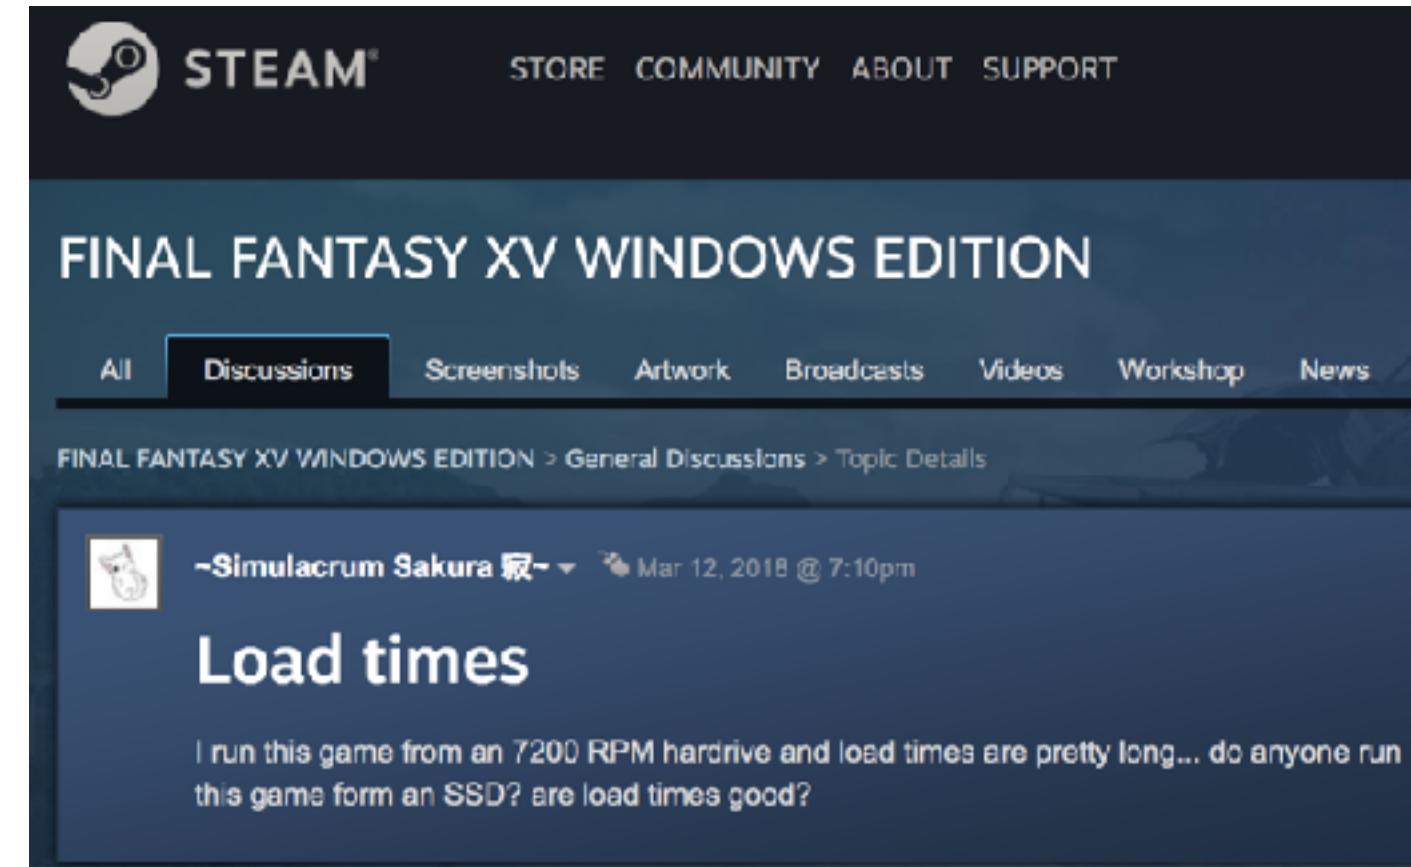 STEAM®
STORE COMMUNITY ABOUT SUPPORT
FINAL FANTASY XV WINDOWS EDITION
All Discussions Screenshots Artwork Broadcasts Videos Workshop News
FINAL FANTASY XV WINDOWS EDITION > General Discussions > Topic Details
~Simulacrum Sakura 寂~ Mar 12, 2018 @ 7:10pm
Load times
I run this game from an 7200 RPM hardrive and load times are pretty long... do anyone run
this game form an SSD? are load times good?